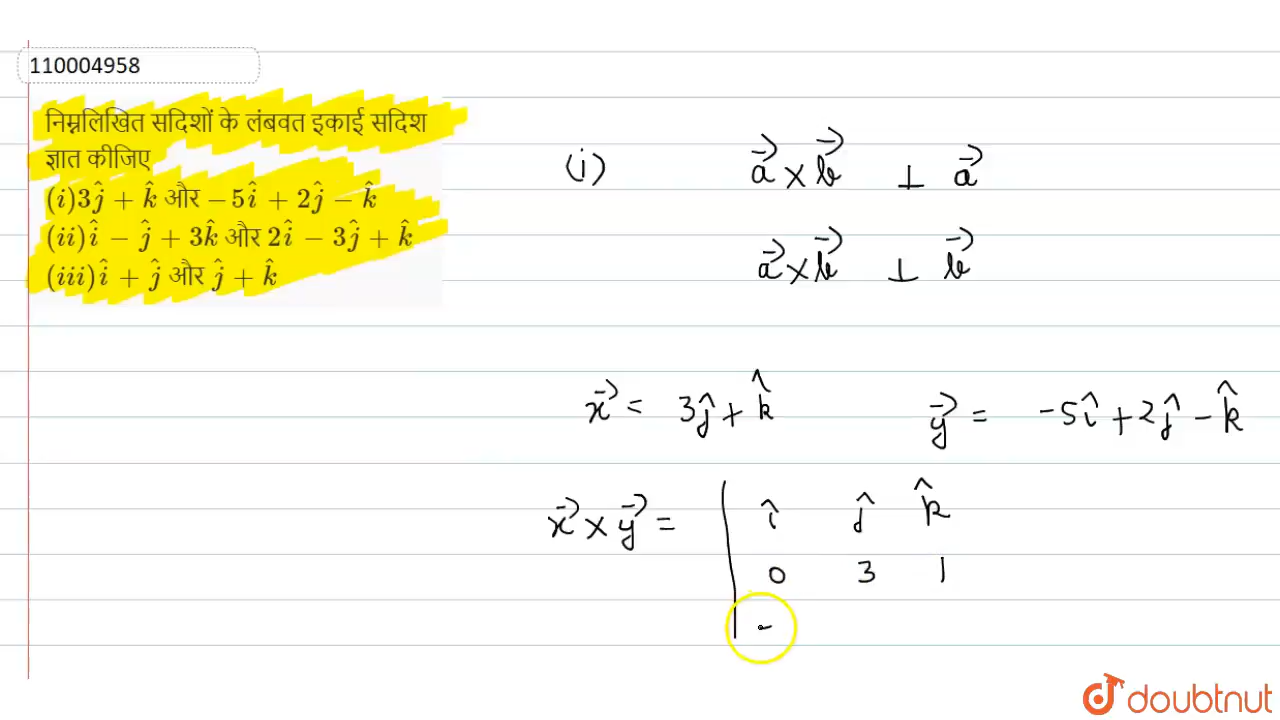 110004958
निम्नलिखित सदिशों के लंबवत इकाई सदिश
ज्ञात कीजिए
(i)3ĵ + k̂ और −5î + 2ĵ − k̂
(ii)î − ĵ + 3k̂ और 2î − 3ĵ + k̂
(iii)î + ĵ और ĵ + k̂
(i) a⃗ × b⃗ ⊥ a⃗
a⃗ × b⃗ ⊥ b⃗
x⃗ = 3ĵ + k̂ y⃗ = -5î + 2ĵ - k̂
x⃗ × y⃗ = | î ĵ k̂
0 3 1
-
doubtnut